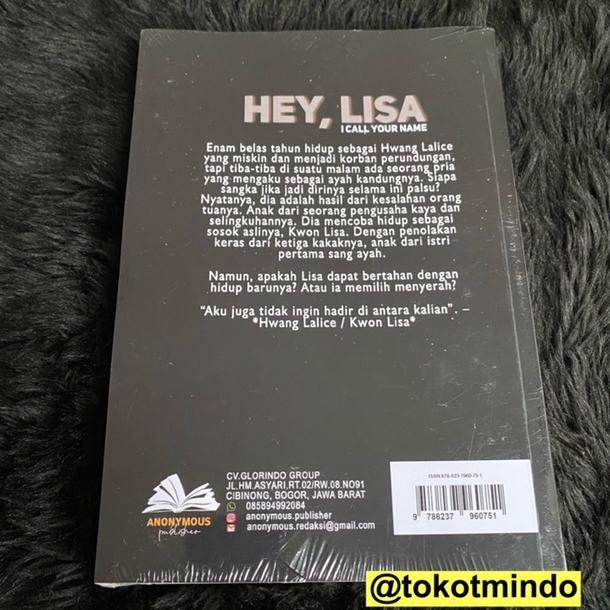 HEY, LISA
I CALL YOUR NAME
Enam belas tahun hidup sebagai Hwang Lalice
yang miskin dan menjadi korban perundungan,
tapi tiba-tiba di suatu malam ada seorang pria
yang mengaku sebagai ayah kandungnya. Siapa
sangka jika jadi dirinya selama ini palsu?
Nyatanya, dia adalah hasil dari kesalahan orang
tuanya. Anak dari seorang pengusaha kaya dan
selingkuhannya. Dia mencoba hidup sebagai
sosok aslinya, Kwon Lisa. Dengan penolakan
keras dari ketiga kakaknya, anak dari istri
pertama sang ayah.
Namun, apakah Lisa dapat bertahan dengan
hidup barunya? Atau ia memilih menyerah?
“Aku juga tidak ingin hadir di antara kalian”. –
*Hwang Lalice / Kwon Lisa*
ANONYMOUS
publisher
CV.GLORINDO GROUP
JL.HM.ASYARI,RT.02/RW.08.NO91
CIBINONG, BOGOR, JAWA BARAT
085894992084
anonymous.publisher
anonymous.redaksi@gmail.com
ISBN 978-623-7960-75-1
9 786237 960751
@tokotmindo